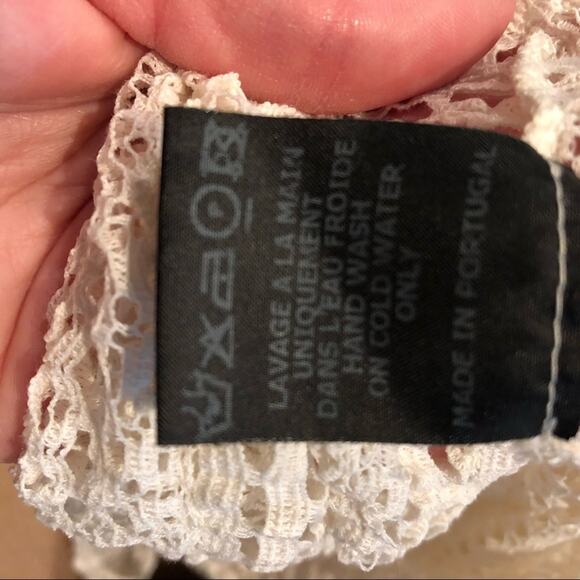 LAVAGE A LA MAIN
UNIQUEMENT
DANS L'EAU FROIDE
HAND WASH
ON COLD WATER
ONLY
MADE IN PORTUGAL